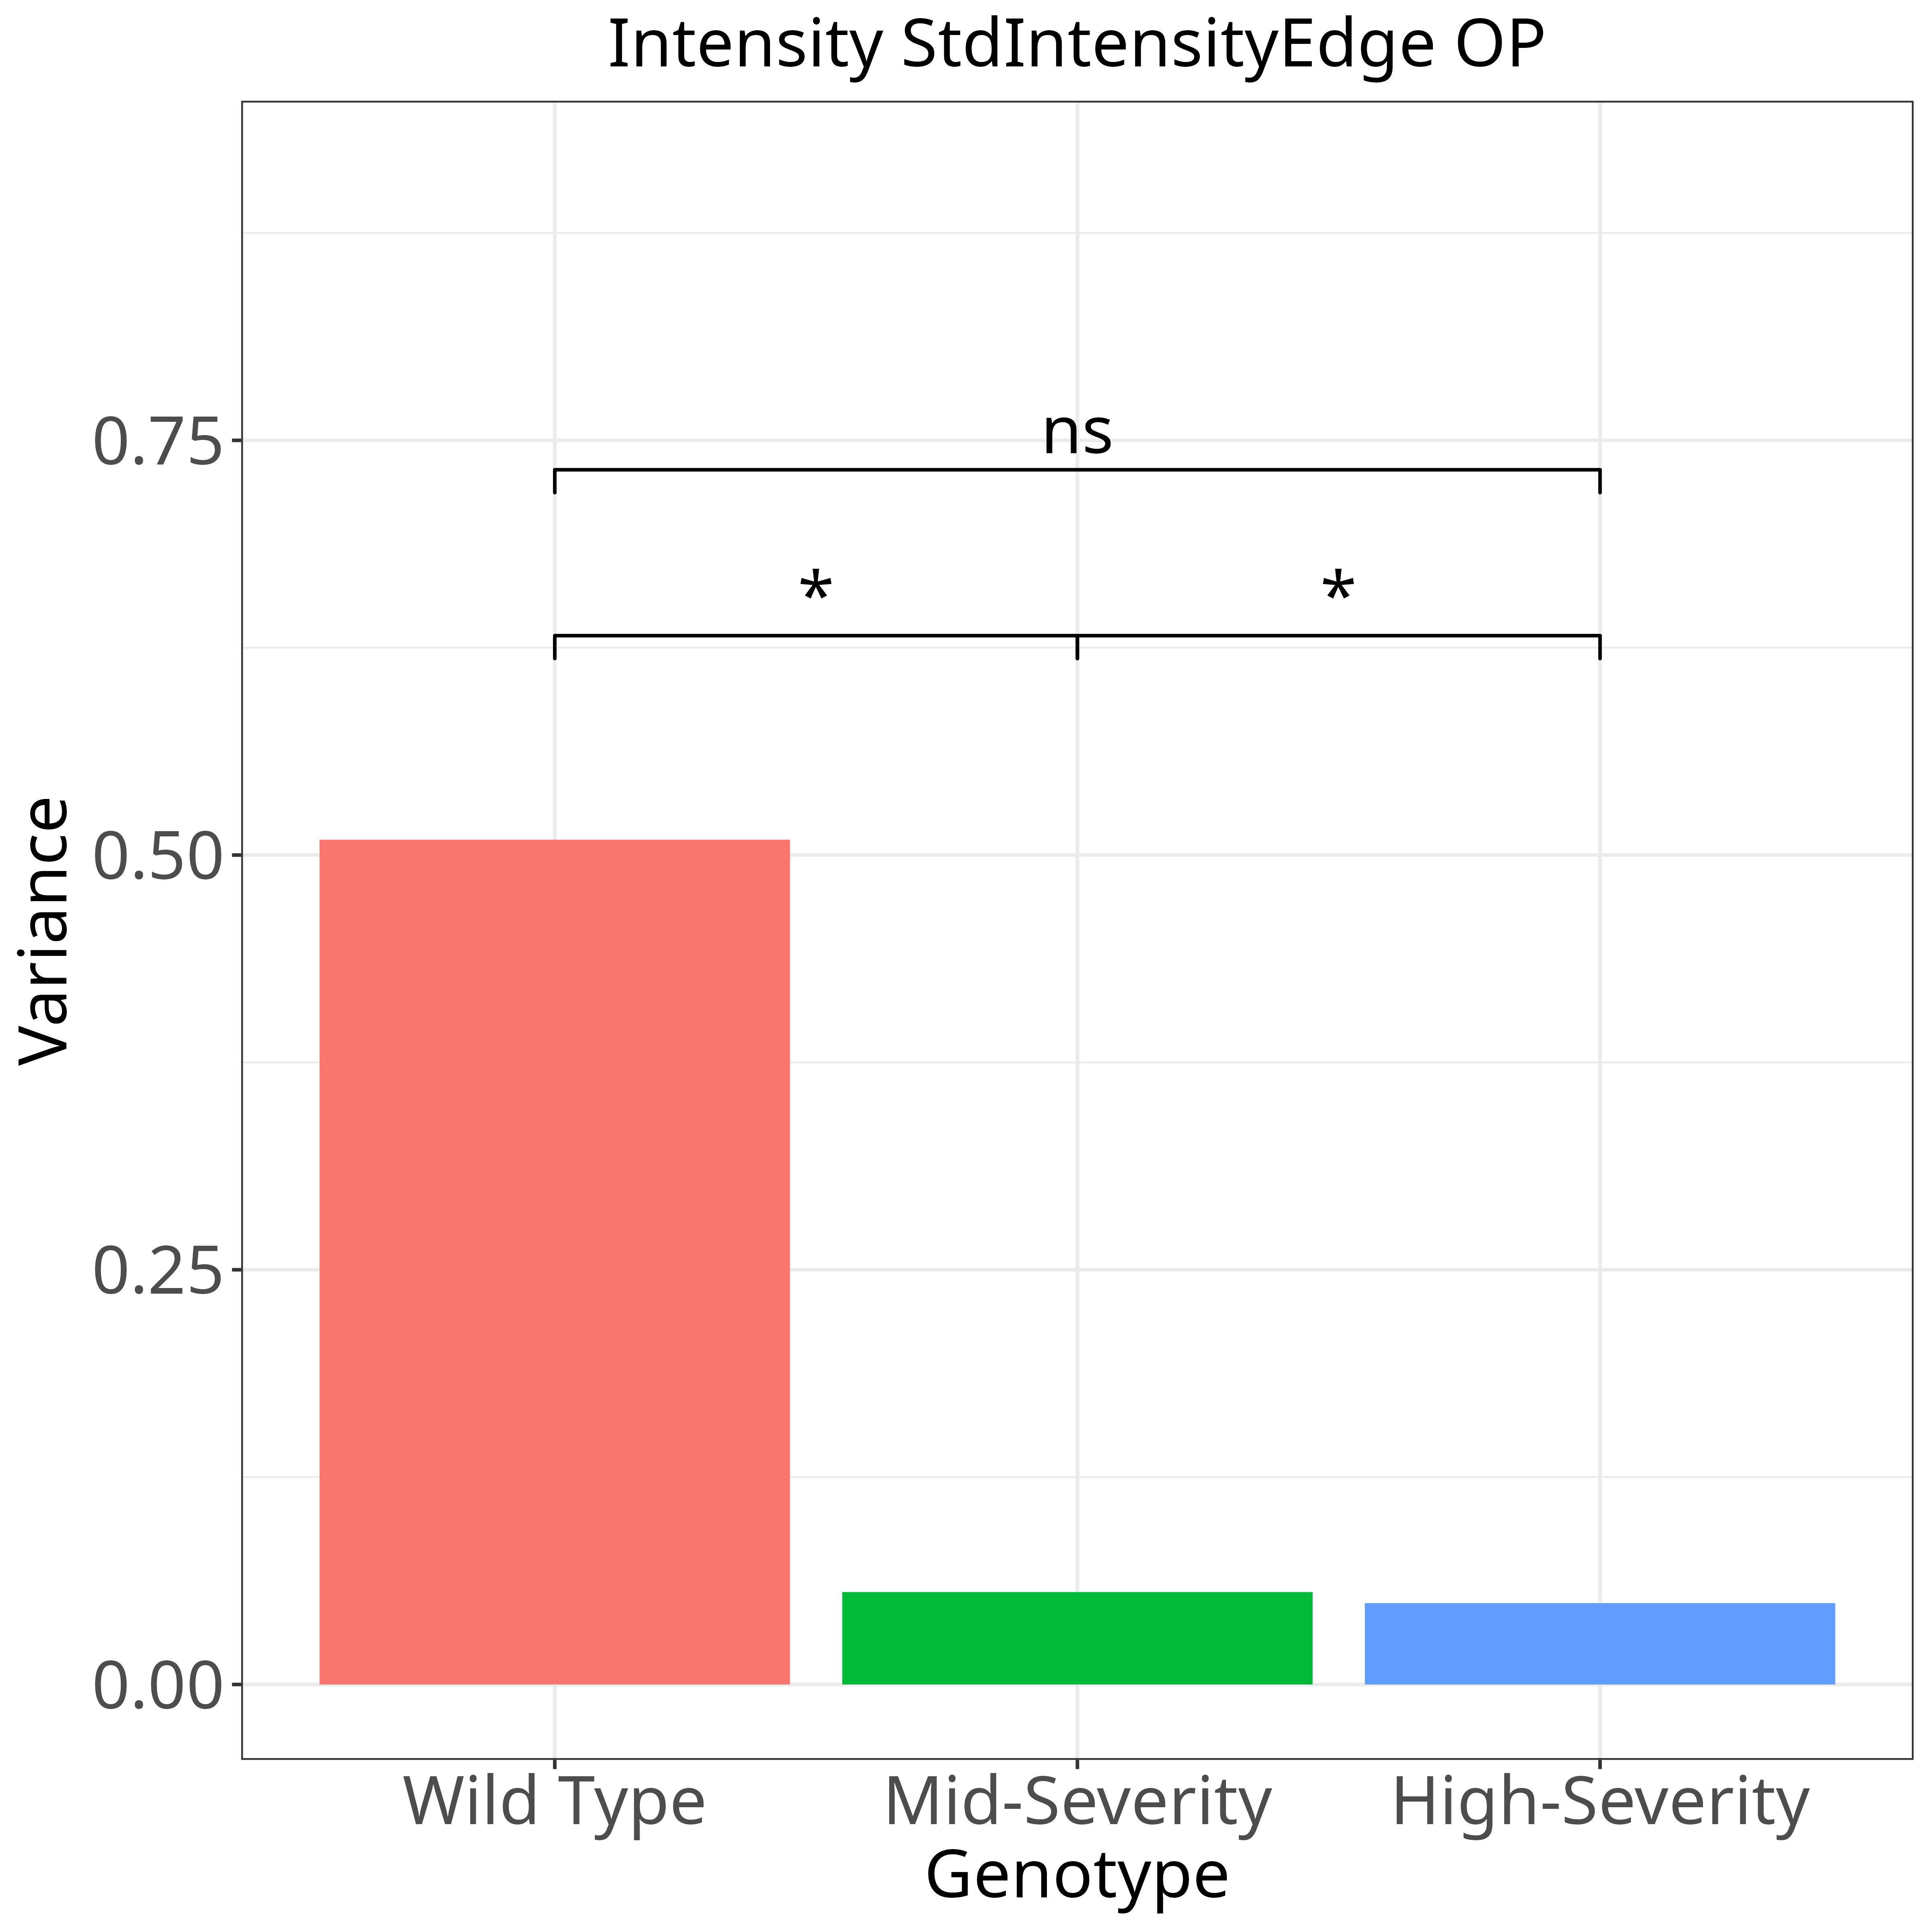 Intensity StdIntensityEdge OP
0.75
0.50
0.25
0.00
Variance
ns
*
*
Wild Type
Mid-Severiy
High-Severity
Genotype